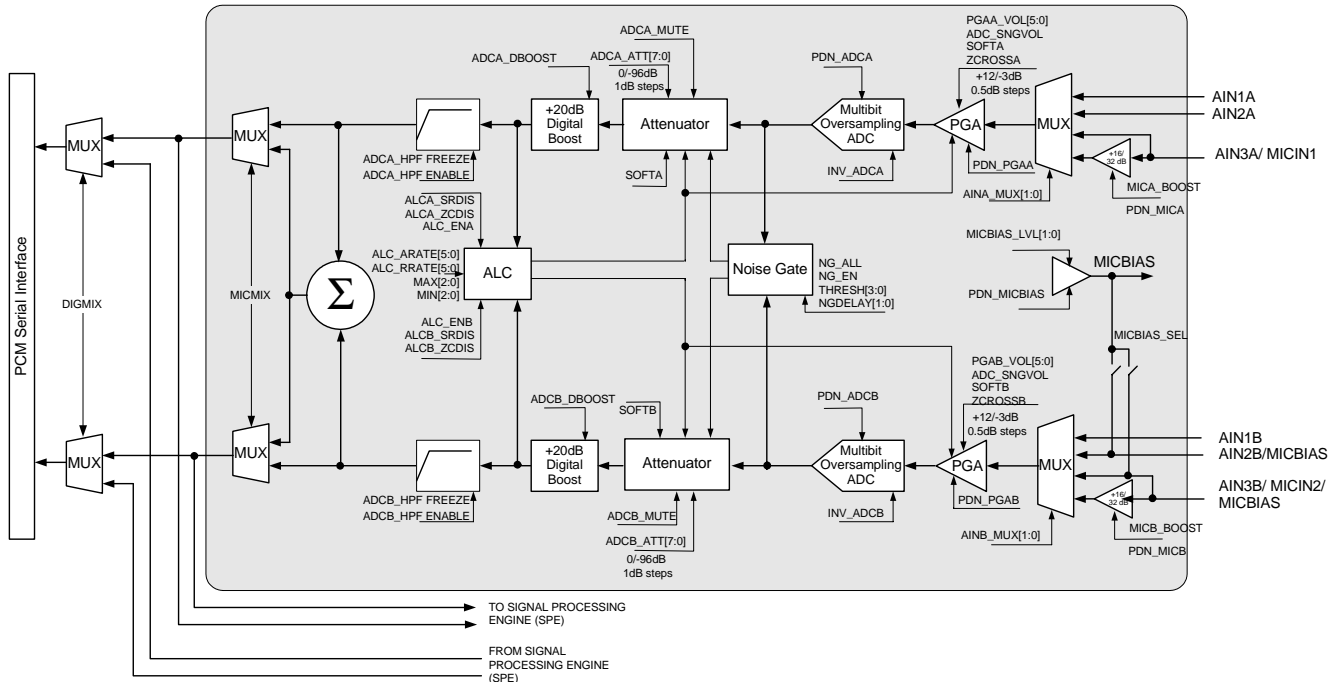 PGAA_VOL[5:0]
ADC_SNGVOL
SOFTA
ZCROSSA
+12/-3dB
0.5dB steps
ADCA_MUTE
ADCA_ATT[7:0]
0/-96dB
1dB steps
ADCA_DBOOST
PDN_ADCA
AIN1A
AIN2A
AIN3A/ MICIN1
MUX
MUX
+20dB
Digital
Boost
Attenuator
Multibit
Oversampling
ADC
PGA
MUX
+16/
32 dB
ADCA_HPF FREEZE
ADCA_HPF ENABLE
SOFTA
INV_ADCA
PDN_PGAA
AINA_MUX[1:0]
MICA_BOOST
PDN_MICA
ALCA_SRDIS
ALCA_ZCDIS
ALC_ENA
ALC_ARATE[5:0]
ALC_RRATE[5:0]
MAX[2:0]
MIN[2:0]
ALC
ALC_ENB
ALCB_SRDIS
ALCB_ZCDIS
Noise Gate
NG_ALL
NG_EN
THRESH[3:0]
NGDELAY[1:0]
MICBIAS_LVL[1:0]
MICBIAS
PDN_MICBIAS
MICBIAS_SEL
PCM Serial Interface
DIGMIX
MICMIX
Σ
PGAB_VOL[5:0]
ADC_SNGVOL
SOFTB
ZCROSSB
+12/-3dB
0.5dB steps
ADCB_DBOOST
SOFTB
PDN_ADCB
AIN1B
AIN2B/MICBIAS
AIN3B/ MICIN2/
MICBIAS
MUX
MUX
+20dB
Digital
Boost
Attenuator
Multibit
Oversampling
ADC
PGA
MUX
+16/
32 dB
ADCB_HPF FREEZE
ADCB_HPF ENABLE
ADCB_MUTE
ADCB_ATT[7:0]
0/-96dB
1dB steps
INV_ADCB
PDN_PGAB
AINB_MUX[1:0]
MICB_BOOST
PDN_MICB
TO SIGNAL PROCESSING
ENGINE (SPE)
FROM SIGNAL
PROCESSING ENGINE
(SPE)